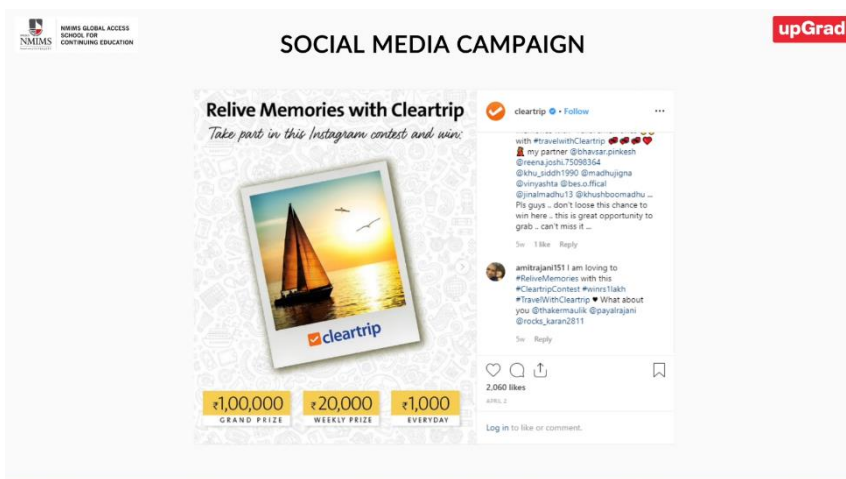 NMIMS
NMIMS GLOBAL ACCESS
SCHOOL FOR
CONTINUING EDUCATION
SOCIAL MEDIA CAMPAIGN
upGrad
Relive Memories with Cleartrip
Take part in this Instagram contest and win:
cleartrip
₹1,00,000
GRAND PRIZE
₹20,000
WEEKLY PRIZE
₹1,000
EVERYDAY
cleartrip • Follow
with #travelwithCleartrip
my partner @bhavsar.pinkesh
@reena.joshi.75098364
@khu_siddh1990 @madhujigna
@vinyashta @bes.o.ffical
@jinalmadhu13 @khushboomadhu ...
Pls guys .. don't loose this chance to
win here .. this is great opportunity to
grab .. can't miss it ...
5w 1 like Reply
amitrajani151 I am loving to
#ReliveMemories with this
#CleartripContest #winrs1lakh
#TravelWithCleartrip ♥ What about
you @thakermaulik @payalrajani
@rocks_karan2811
5w Reply
2,060 likes
APRIL 2
Log in to like or comment.